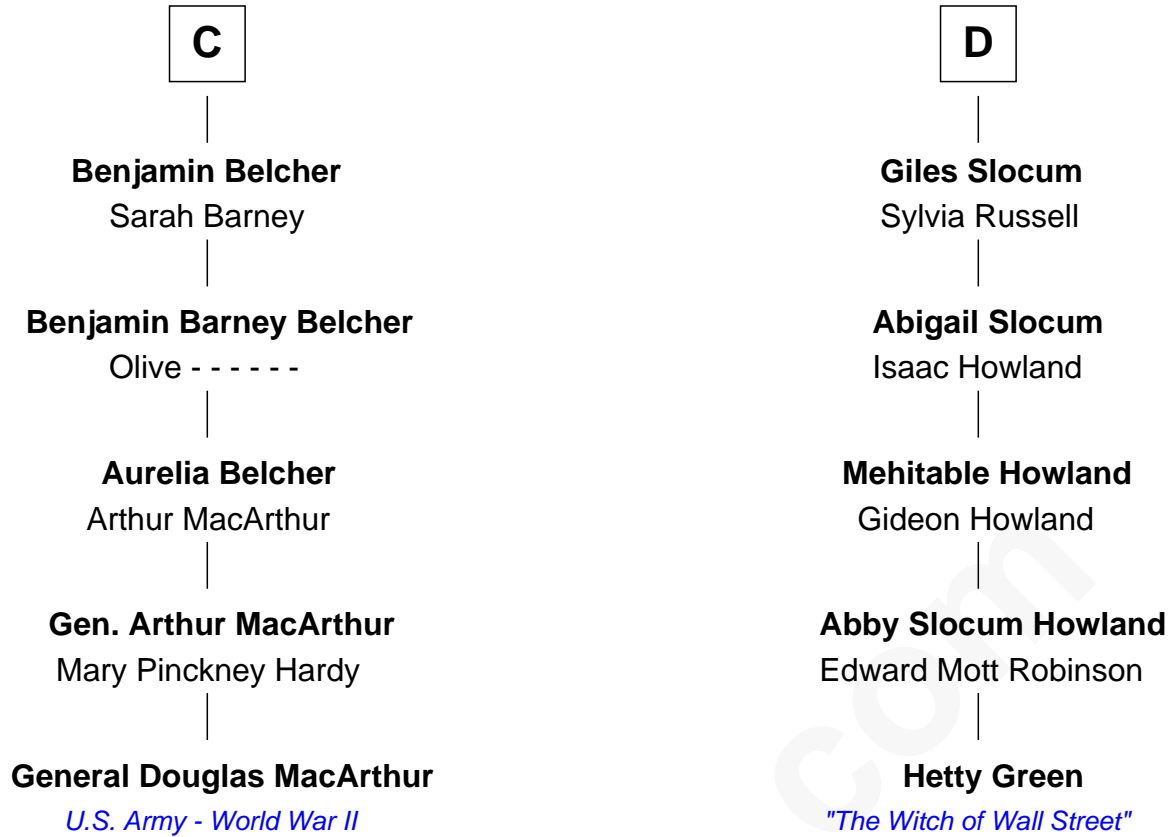 C
Benjamin Belcher
Sarah Barney
Benjamin Barney Belcher
Olive - - - - - -
Aurelia Belcher
Arthur MacArthur
Gen. Arthur MacArthur
Mary Pinckney Hardy
General Douglas MacArthur
U.S. Army - World War II
D
Giles Slocum
Sylvia Russell
Abigail Slocum
Isaac Howland
Mehitable Howland
Gideon Howland
Abby Slocum Howland
Edward Mott Robinson
Hetty Green
"The Witch of Wall Street"
com